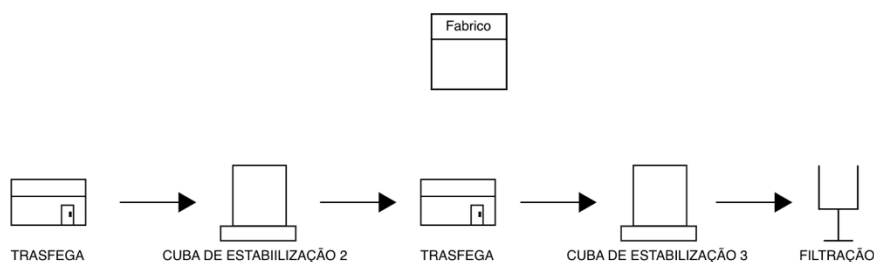 Fabrico
TRASFEGA
CUBA DE ESTABIILIZAÇÃO 2
TRASFEGA
CUBA DE ESTABILIZAÇÃO 3
FILTRAÇÃO